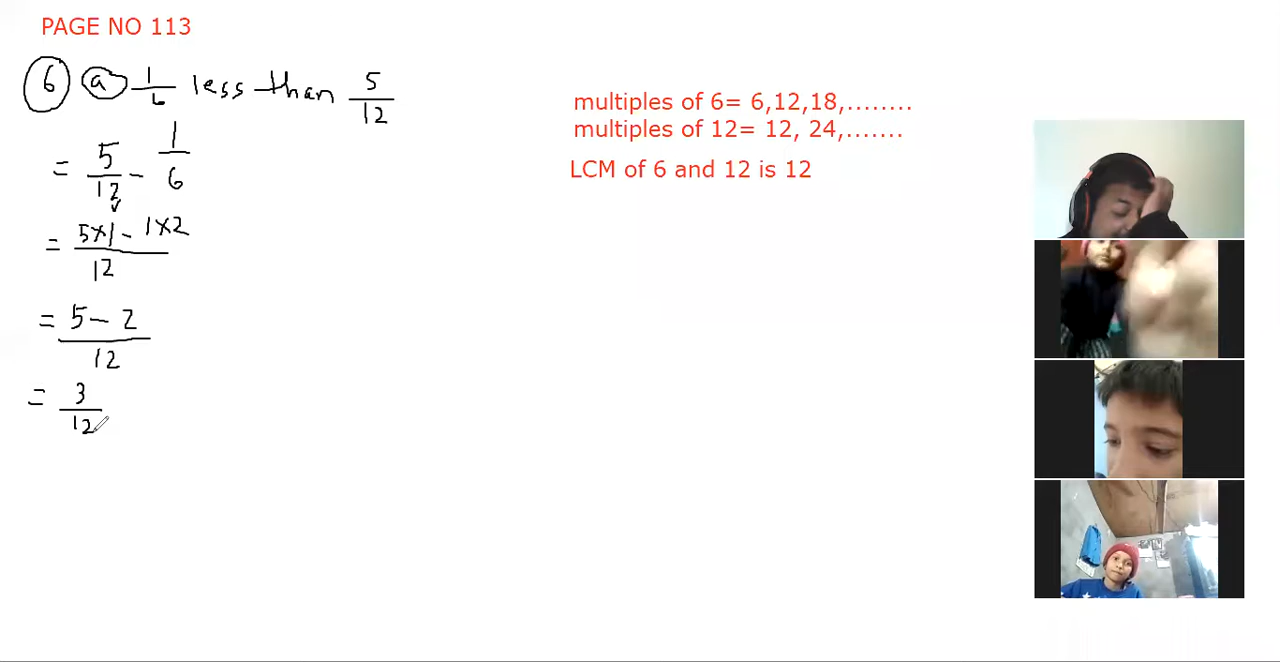 PAGE NO 113
6 a 1/6 less than 5/12
= 5/12 - 1/6
= 5×1 - 1×2 / 12
= 5 - 2 / 12
= 3/12
multiples of 6= 6,12,18,........
multiples of 12= 12, 24,.......
LCM of 6 and 12 is 12